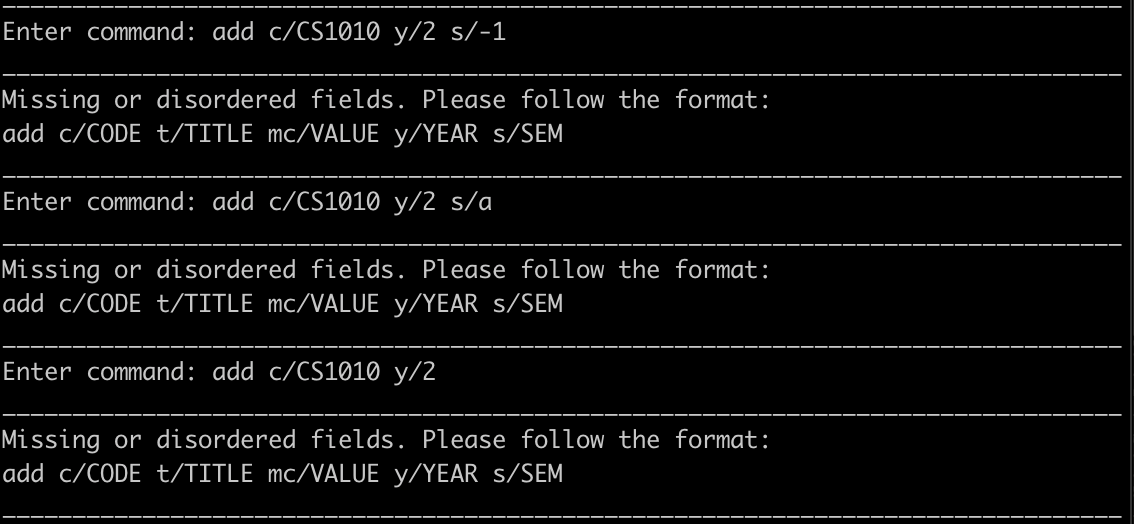 Enter command: add c/CS1010 y/2 s/-1
Missing or disordered fields. Please follow the format:
add c/CODE t/TITLE mc/VALUE y/YEAR s/SEM
Enter command: add c/CS1010 y/2 s/a
Missing or disordered fields. Please follow the format:
add c/CODE t/TITLE mc/VALUE y/YEAR s/SEM
Enter command: add c/CS1010 y/2
Missing or disordered fields. Please follow the format:
add c/CODE t/TITLE mc/VALUE y/YEAR s/SEM